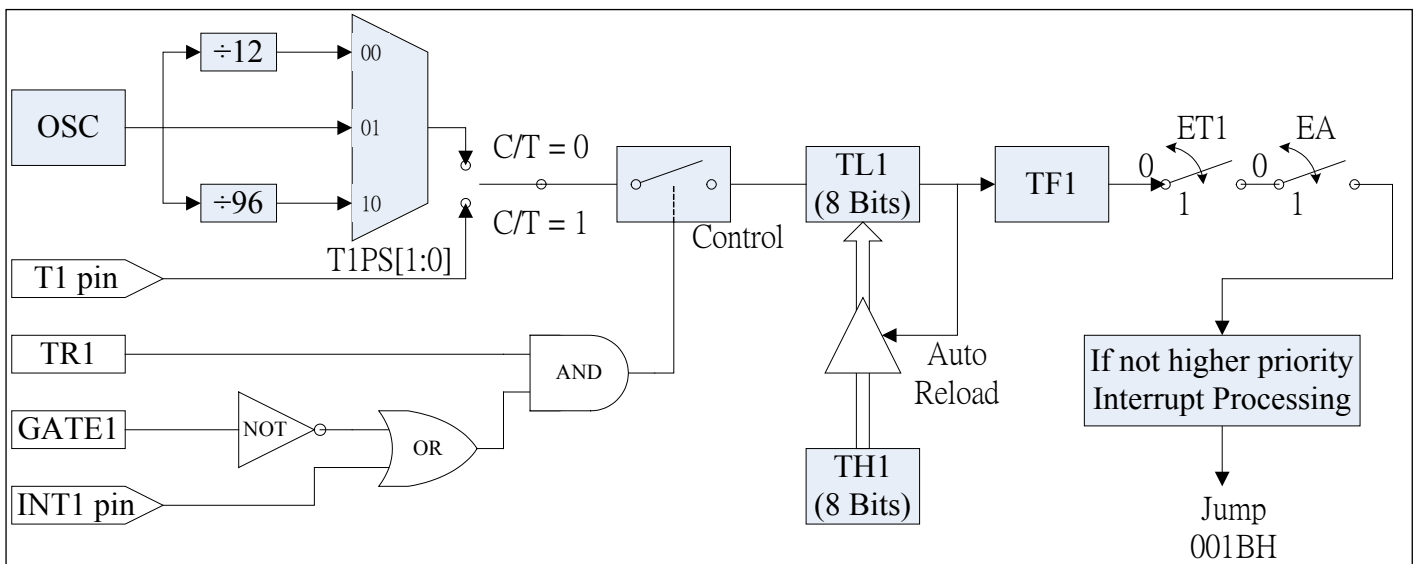 ÷12
00
OSC
01
÷96
10
T1PS[1:0]
C/T = 0
C/T = 1
T1 pin
Control
TR1
GATE1
INT1 pin
NOT
OR
AND
TL1
(8 Bits)
Auto
Reload
TH1
(8 Bits)
TF1
ET1
0
1
EA
0
1
If not higher priority
Interrupt Processing
Jump
001BH